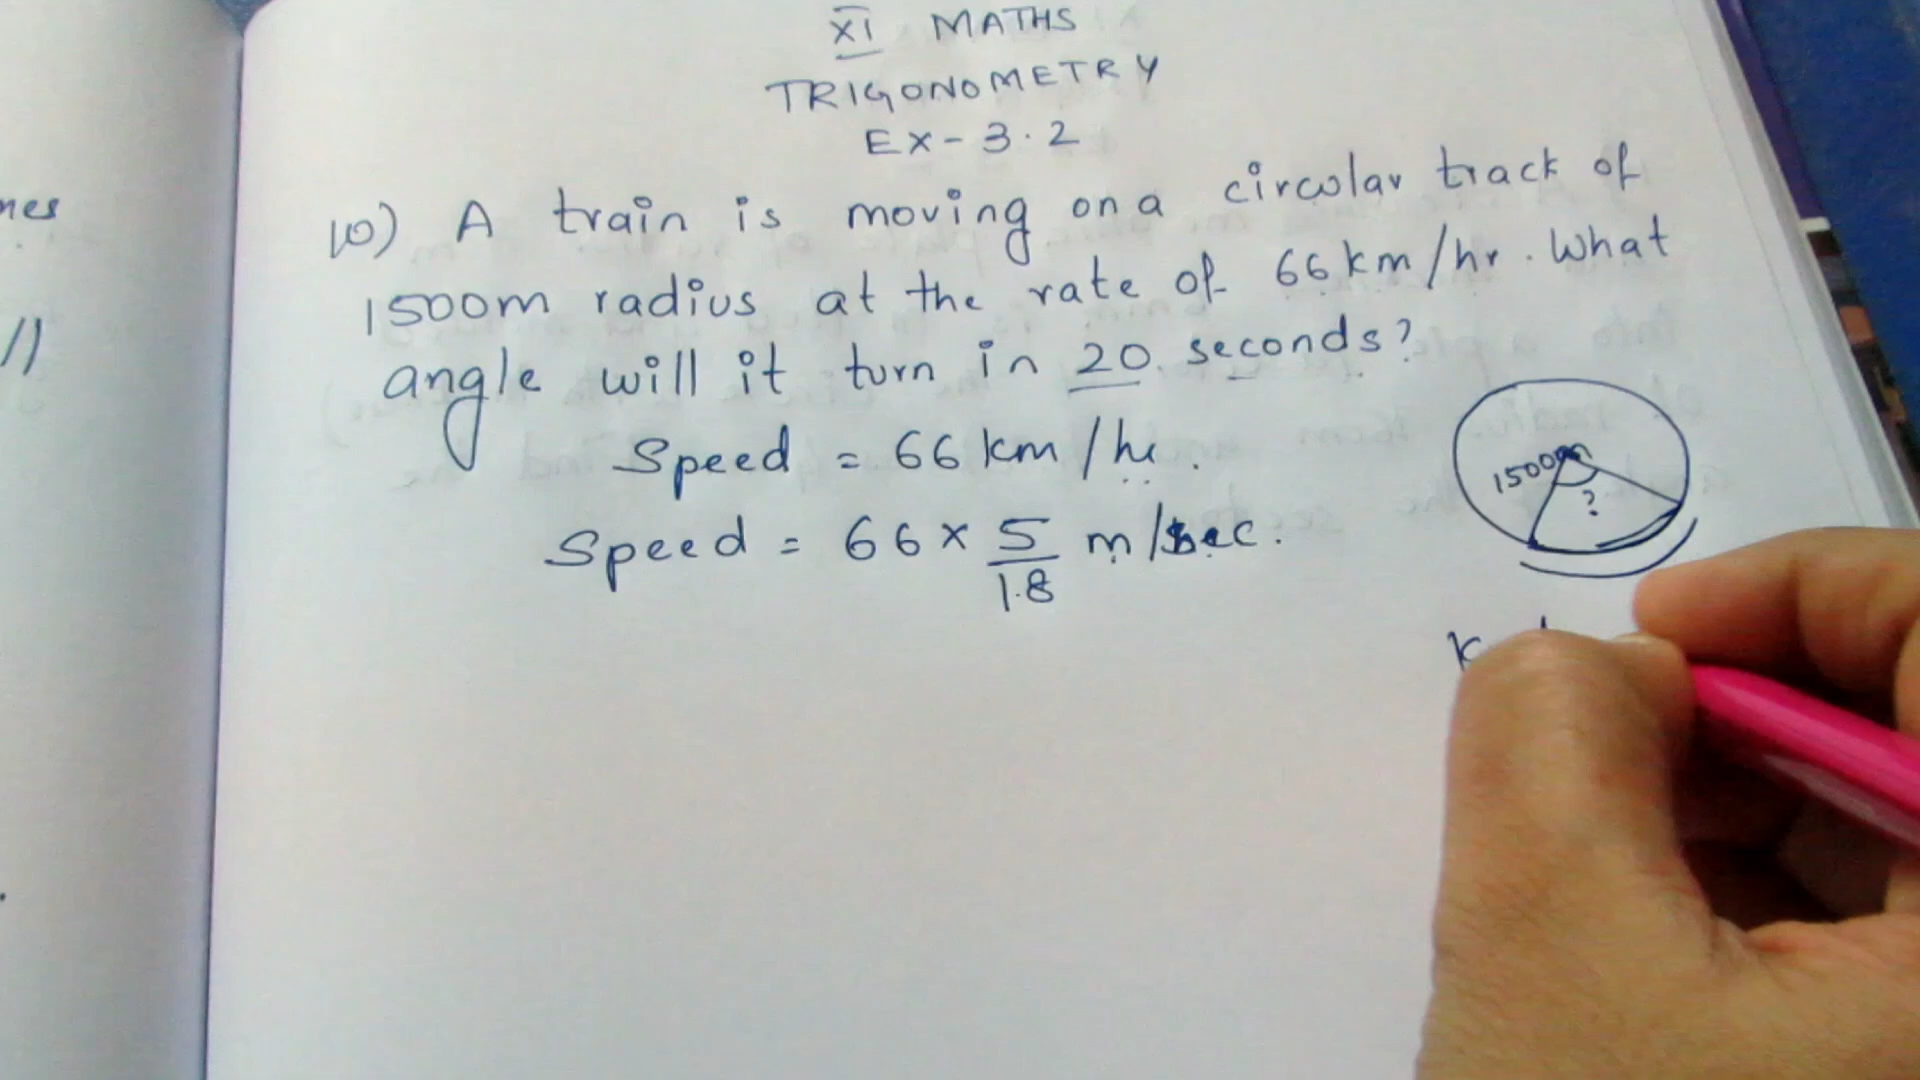 XI MATHS
TRIGONOMETRY
EX - 3.2
10) A train is moving on a circular track of
1500m radius at the rate of 66 km/hr. What
angle will it turn in 20 seconds?
Speed = 66 km/hr.
Speed = 66 × 5/18 m/sec.
1500m
?
K